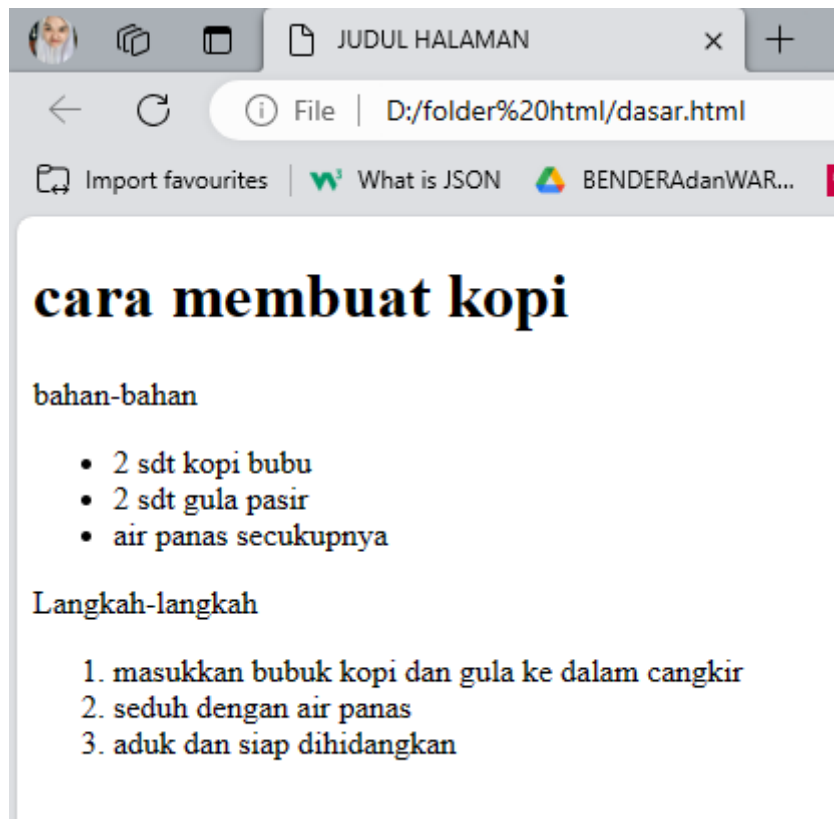 JUDUL HALAMAN
File | D:/folder%20html/dasar.html
Import favourites | What is JSON BENDERAdanWAR...
cara membuat kopi
bahan-bahan
• 2 sdt kopi bubu
• 2 sdt gula pasir
• air panas secukupnya
Langkah-langkah
1. masukkan bubuk kopi dan gula ke dalam cangkir
2. seduh dengan air panas
3. aduk dan siap dihidangkan